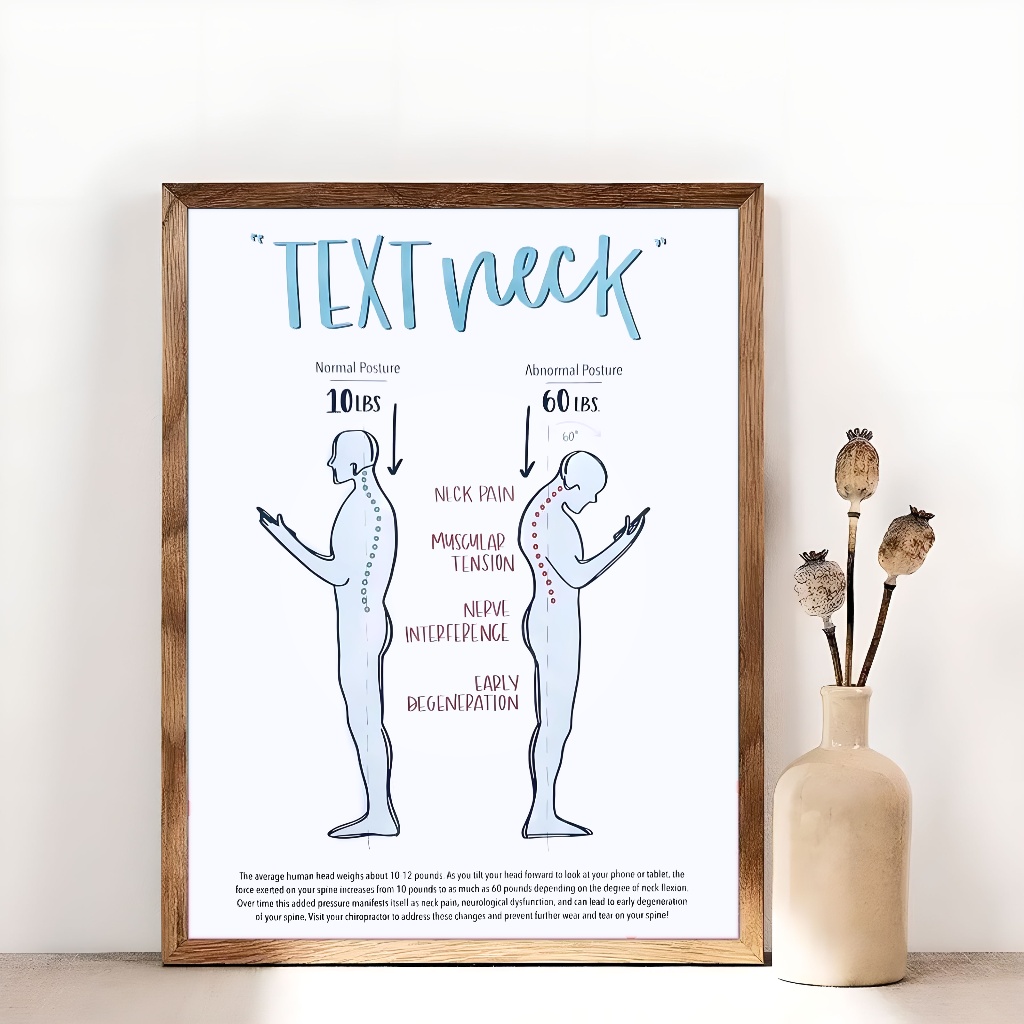 "TEXT neck"
Normal Posture
10 LBS
Abnormal Posture
60 LBS.
60°
NECK PAIN
MUSCULAR
TENSION
NERVE
INTERFERENCE
EARLY
DEGENERATION
The average human head weighs about 10-12 pounds. As you tilt your head forward to look at your phone or tablet, the
force exerted on your spine increases from 10 pounds to as much as 60 pounds depending on the degree of neck flexion.
Over time this added pressure manifests itself as neck pain, neurological dysfunction, and can lead to early degeneration
of your spine. Visit your chiropractor to address these changes and prevent further wear and tear on your spine!